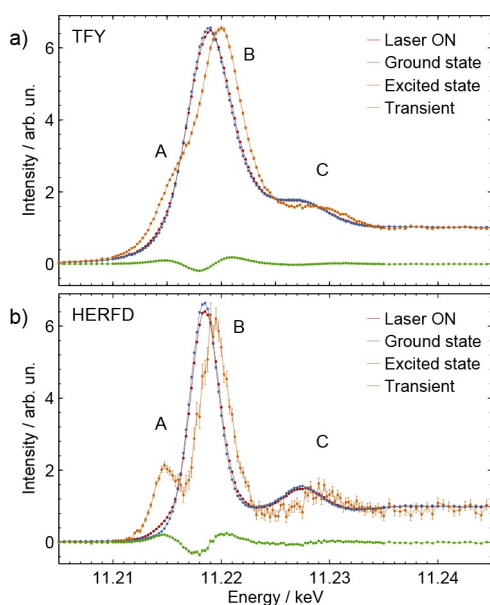 a) TFY
Laser ON
Ground state
Excited state
Transient
A
B
C
Intensity / arb. un.
6
4
2
0
b) HERFD
Laser ON
Ground state
Excited state
Transient
A
B
C
Intensity / arb. un.
6
4
2
0
11.21 11.22 11.23 11.24
Energy / keV